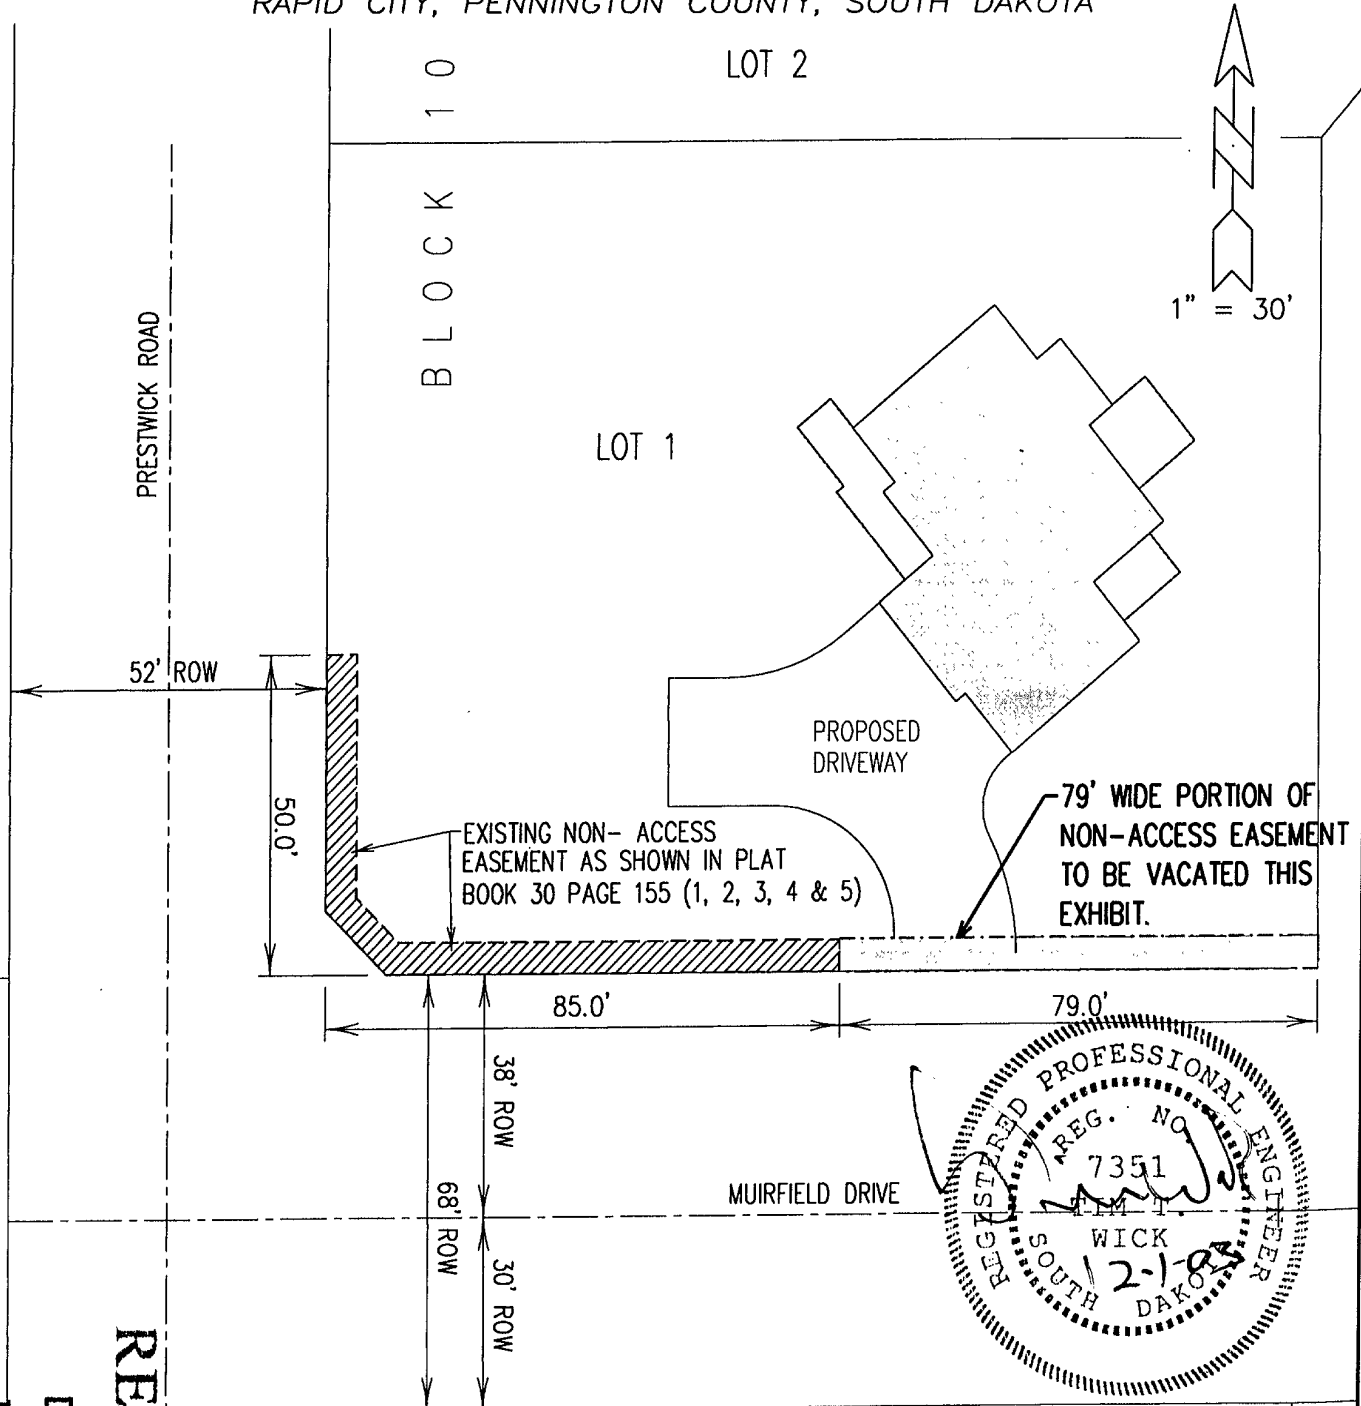 RAPID CITY, PENNINGTON COUNTY, SOUTH DAKOTA
LOT 2
BLOCK 10
N
1" = 30'
PRESTWICK ROAD
LOT 1
52' ROW
PROPOSED
DRIVEWAY
50.0'
79' WIDE PORTION OF
NON-ACCESS EASEMENT
TO BE VACATED THIS
EXHIBIT.
EXISTING NON- ACCESS
EASEMENT AS SHOWN IN PLAT
BOOK 30 PAGE 155 (1, 2, 3, 4 & 5)
85.0'
79.0'
38' ROW
68' ROW
30' ROW
MUIRFIELD DRIVE
REGISTERED PROFESSIONAL ENGINEER
REG. NO.
7351
TIM T.
WICK
SOUTH DAKOTA
RE